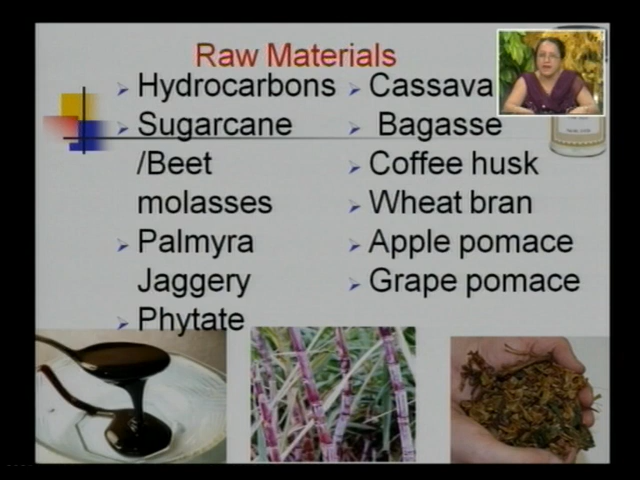 Raw Materials
Hydrocarbons
Sugarcane
/Beet
molasses
Palmyra
Jaggery
Phytate
Cassava
Bagasse
Coffee husk
Wheat bran
Apple pomace
Grape pomace